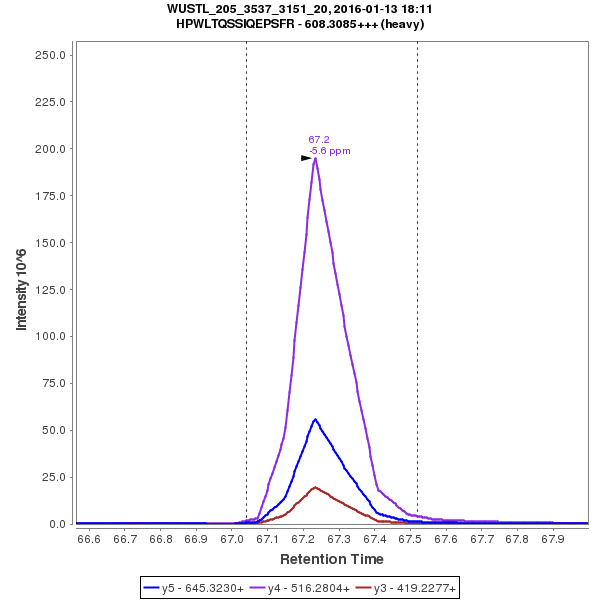 WUSTL_205_3537_3151_20, 2016-01-13 18:11
HPWLTQSSIQEPSFR - 608.3085+++ (heavy)
250.0
225.0
200.0
175.0
150.0
125.0
100.0
75.0
50.0
25.0
0.0
Intensity 10^6
67.2
-5.6 ppm
66.6 66.7 66.8 66.9 67.0 67.1 67.2 67.3 67.4 67.5 67.6 67.7 67.8 67.9
Retention Time
y5 - 645.3230+ y4 - 516.2804+ y3 - 419.2277+